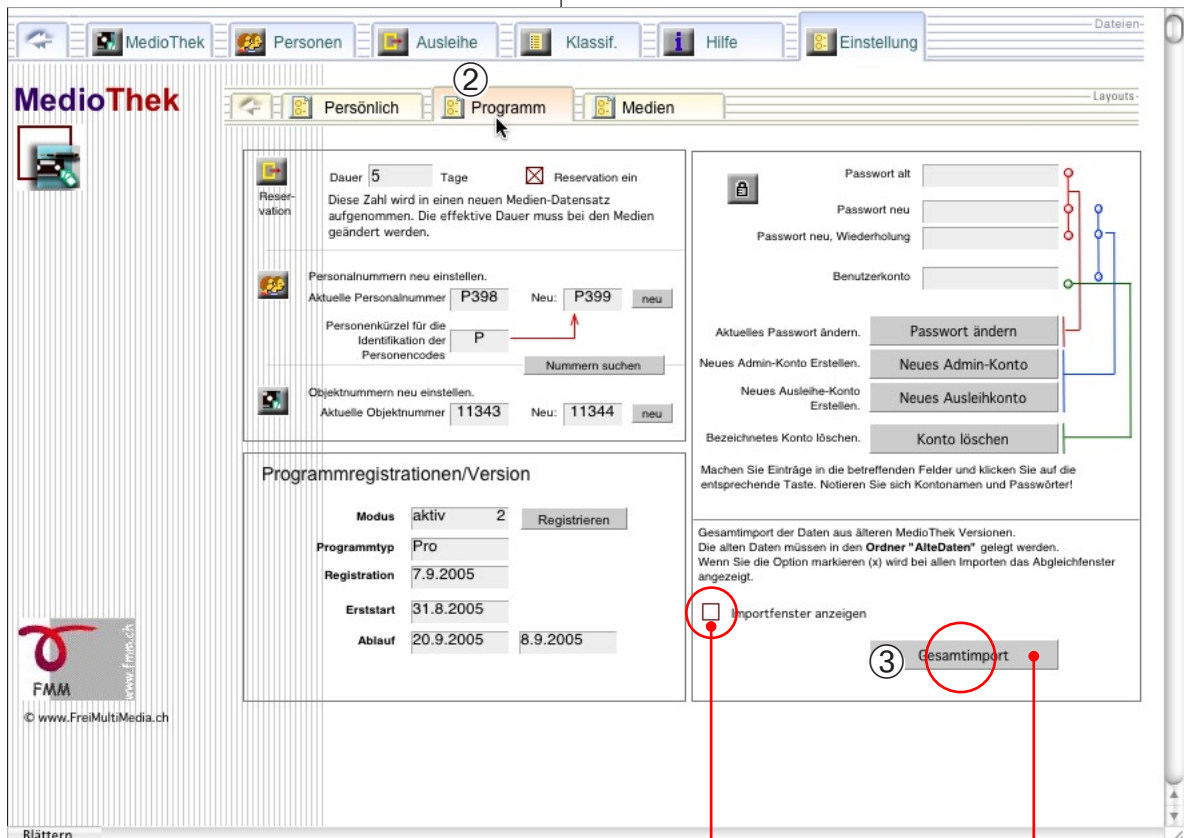 Dateien
MedioThek
Personen
Ausleihe
Klassif.
Hilfe
Einstellung
MedioThek
②
Layouts
Persönlich
Programm
Medien
Reser-
vation
Dauer 5 Tage Reservation ein
Diese Zahl wird in einen neuen Medien-Datensatz
aufgenommen. Die effektive Dauer muss bei den Medien
geändert werden.
Personalnummern neu einstellen.
Aktuelle Personalnummer P398 Neu: P399 neu
Personenkürzel für die
Identifikation der
Personencodes
P
Nummern suchen
Objektnummern neu einstellen.
Aktuelle Objektnummer 11343 Neu: 11344 neu
Programmregistrationen/Version
Modus aktiv 2 Registrieren
Programmtyp Pro
Registration 7.9.2005
Erststart 31.8.2005
Ablauf 20.9.2005 8.9.2005
Passwort alt
Passwort neu
Passwort neu, Wiederholung
Benutzerkonto
Aktuelles Passwort ändern. Passwort ändern
Neues Admin-Konto Erstellen. Neues Admin-Konto
Neues Ausleihe-Konto
Erstellen.
Neues Ausleihkonto
Bezeichnetes Konto löschen. Konto löschen
Machen Sie Einträge in die betreffenden Felder und klicken Sie auf die
entsprechende Taste. Notieren Sie sich Kontonamen und Passwörter!
Gesamtimport der Daten aus älteren MedioThek Versionen.
Die alten Daten müssen in den Ordner "AlteDaten" gelegt werden.
Wenn Sie die Option markieren (x) wird bei allen Importen das Abgleichfenster
angezeigt.
Importfenster anzeigen
③ Gesamtimport
FMM
www.fmm.ch
© www.FreiMultiMedia.ch
Blättern